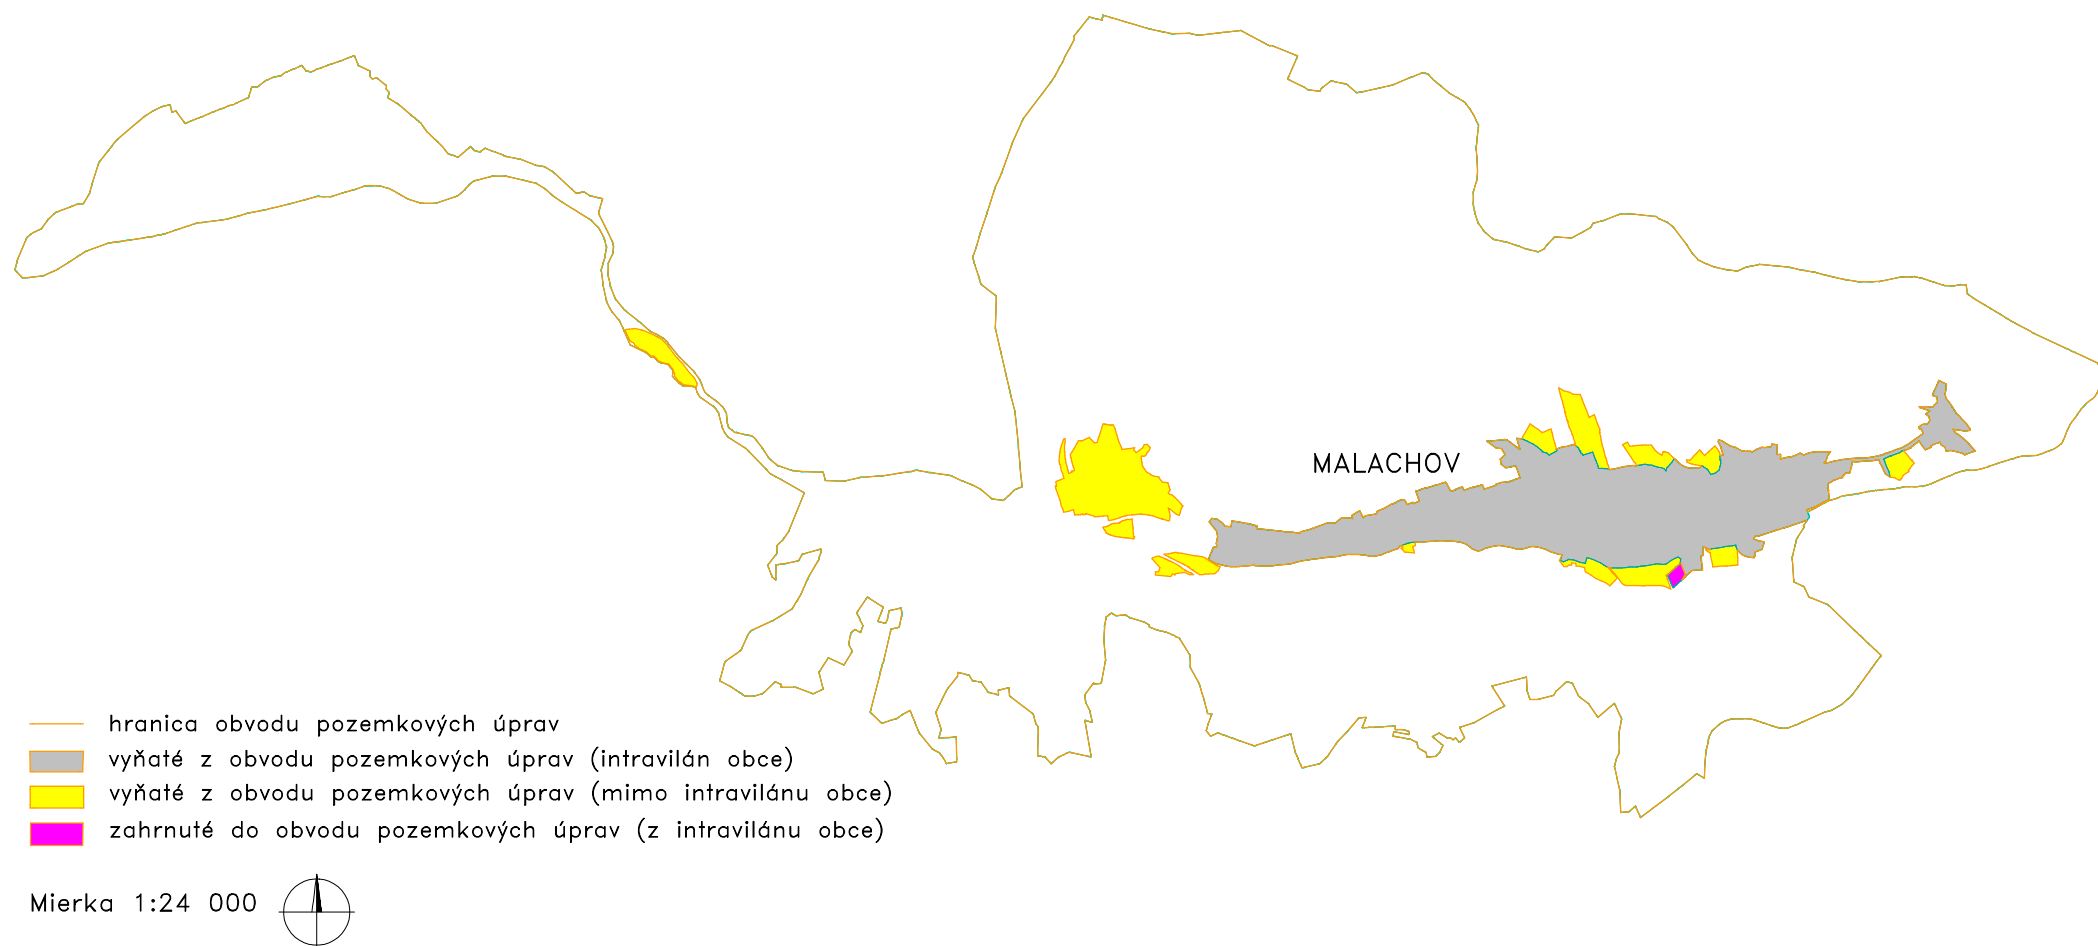 MALACHOV
hranica obvodu pozemkových úprav
vyňaté z obvodu pozemkových úprav (intravilán obce)
vyňaté z obvodu pozemkových úprav (mimo intravilánu obce)
zahrnuté do obvodu pozemkových úprav (z intravilánu obce)
Mierka 1:24 000